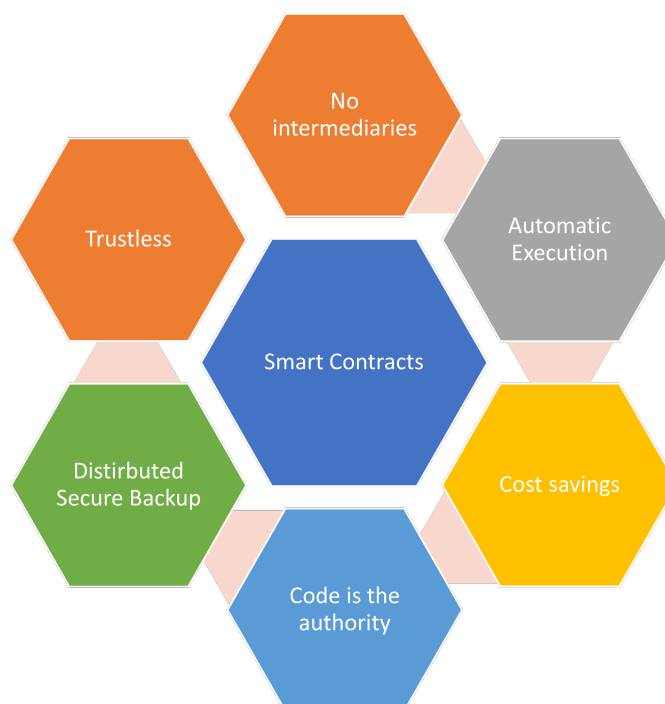 No
intermediaries
Trustless
Automatic
Execution
Smart Contracts
Distirbuted
Secure Backup
Cost savings
Code is the
authority